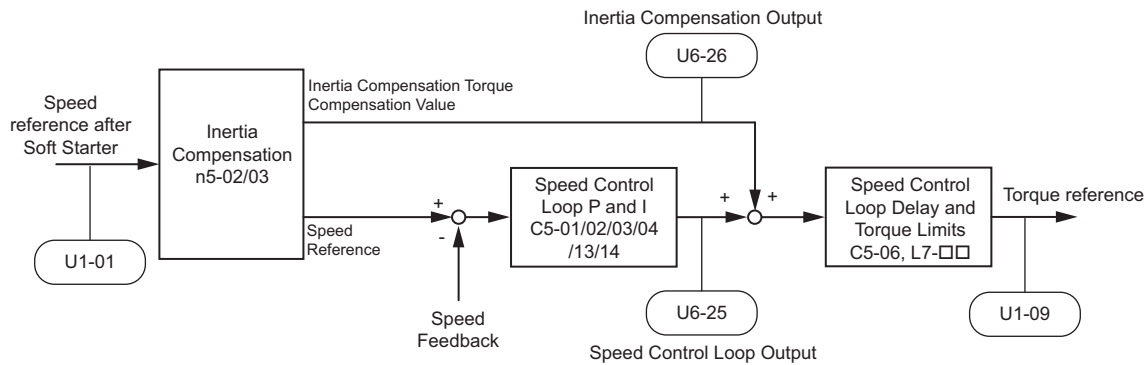 Inertia Compensation Output
U6-26
Inertia Compensation Torque
Compensation Value
Speed
reference after
Soft Starter
Inertia
Compensation
n5-02/03
Speed Control
Loop P and I
C5-01/02/03/04
/13/14
+
+
Speed Control
Loop Delay and
Torque Limits
C5-06, L7-□□
Torque reference
+
-
Speed
Reference
U1-01
Speed
Feedback
U6-25
U1-09
Speed Control Loop Output